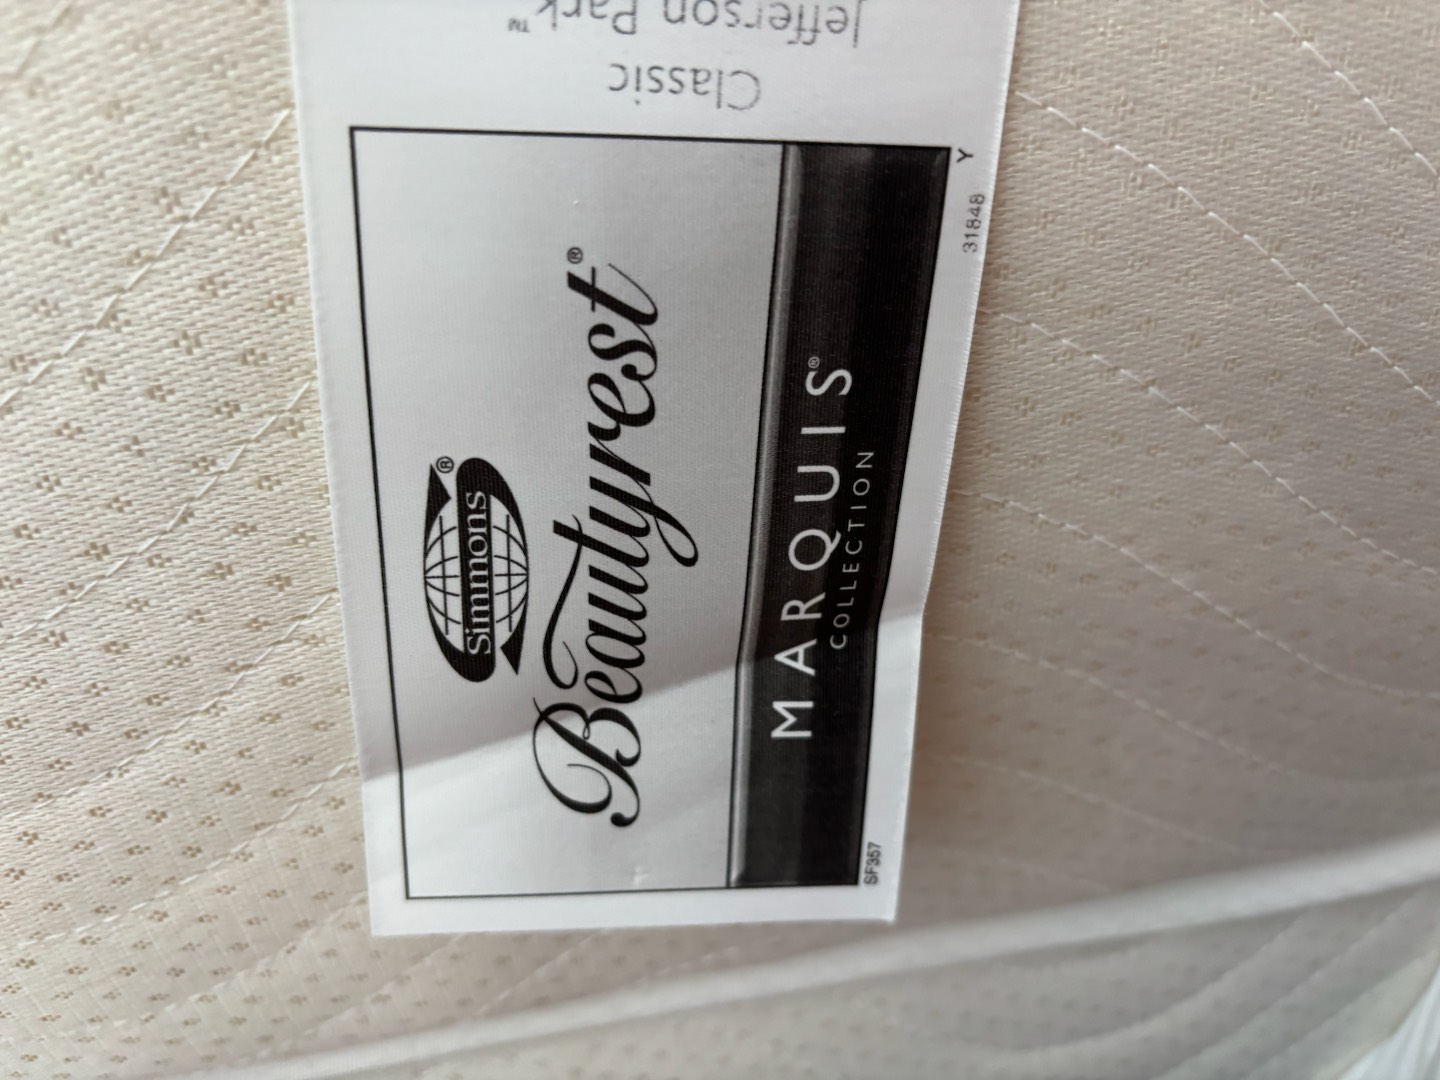 Simmons®
Beautyrest®
MARQUIS®
COLLECTION
SF357
31848 Y
Classic
Jefferson Park™